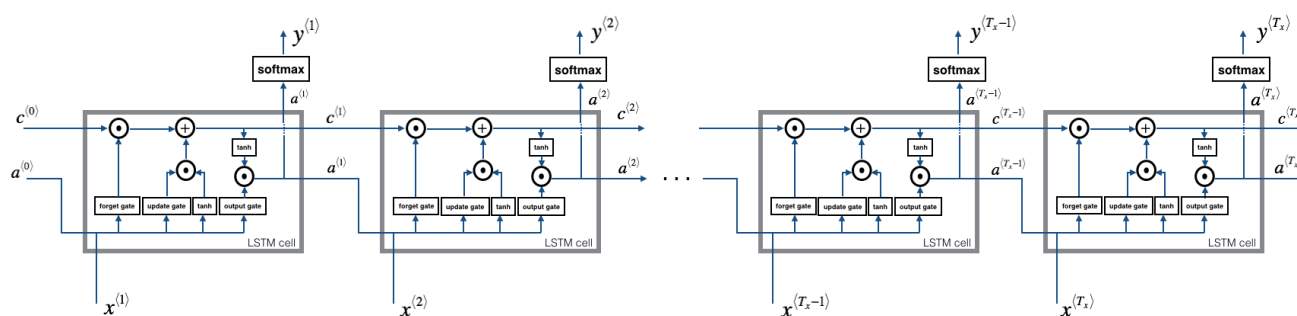 y⟨1⟩ y⟨2⟩ y⟨Tx−1⟩ y⟨Tx⟩
softmax softmax softmax softmax
a⟨1⟩ a⟨2⟩ a⟨Tx−1⟩ a⟨Tx⟩
c⟨0⟩ c⟨1⟩ c⟨2⟩ c⟨Tx−1⟩ c⟨Tx
tanh tanh tanh tanh
a⟨0⟩ a⟨1⟩ a⟨2⟩ . . . a⟨Tx−1⟩ a⟨Tx
forget gate update gate tanh output gate forget gate update gate tanh output gate forget gate update gate tanh output gate forget gate update gate tanh output gate
LSTM cell LSTM cell LSTM cell LSTM cell
x⟨1⟩ x⟨2⟩ x⟨Tx−1⟩ x⟨Tx⟩